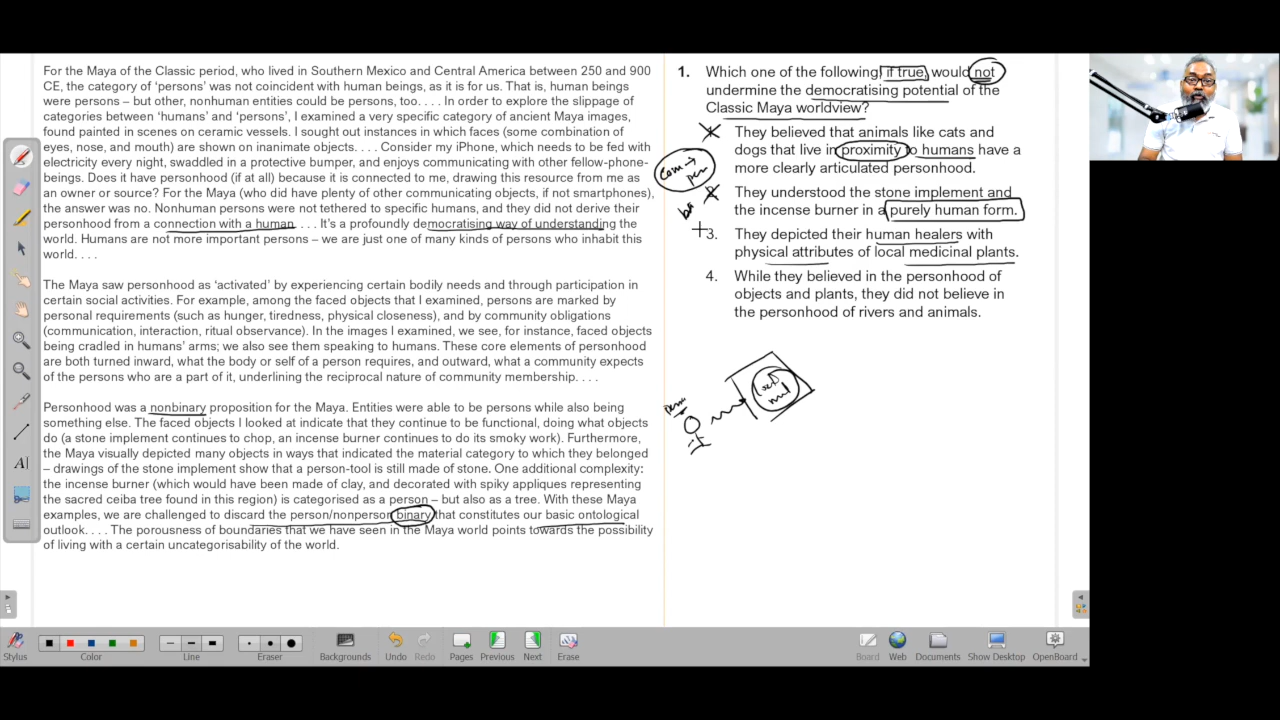 For the Maya of the Classic period, who lived in Southern Mexico and Central America between 250 and 900
CE, the category of ‘persons’ was not coincident with human beings, as it is for us. That is, human beings
were persons – but other, nonhuman entities could be persons, too. . . . In order to explore the slippage of
categories between ‘humans’ and ‘persons’, I examined a very specific category of ancient Maya images,
found painted in scenes on ceramic vessels. I sought out instances in which faces (some combination of
eyes, nose, and mouth) are shown on inanimate objects. . . . Consider my iPhone, which needs to be fed with
electricity every night, swaddled in a protective bumper, and enjoys communicating with other fellow-phone-
beings. Does it have personhood (if at all) because it is connected to me, drawing this resource from me as
an owner or source? For the Maya (who did have plenty of other communicating objects, if not smartphones),
the answer was no. Nonhuman persons were not tethered to specific humans, and they did not derive their
personhood from a connection with a human. . . . It’s a profoundly democratising way of understanding the
world. Humans are not more important persons – we are just one of many kinds of persons who inhabit this
world. . . .
The Maya saw personhood as ‘activated’ by experiencing certain bodily needs and through participation in
certain social activities. For example, among the faced objects that I examined, persons are marked by
personal requirements (such as hunger, tiredness, physical closeness), and by community obligations
(communication, interaction, ritual observance). In the images I examined, we see, for instance, faced objects
being cradled in humans’ arms; we also see them speaking to humans. These core elements of personhood
are both turned inward, what the body or self of a person requires, and outward, what a community expects
of the persons who are a part of it, underlining the reciprocal nature of community membership. . . .
Personhood was a nonbinary proposition for the Maya. Entities were able to be persons while also being
something else. The faced objects I looked at indicate that they continue to be functional, doing what objects
do (a stone implement continues to chop, an incense burner continues to do its smoky work). Furthermore,
the Maya visually depicted many objects in ways that indicated the material category to which they belonged
– drawings of the stone implement show that a person-tool is still made of stone. One additional complexity:
the incense burner (which would have been made of clay, and decorated with spiky appliques representing
the sacred ceiba tree found in this region) is categorised as a person – but also as a tree. With these Maya
examples, we are challenged to discard the person/nonperson binary that constitutes our basic ontological
outlook. . . . The porousness of boundaries that we have seen in the Maya world points towards the possibility
of living with a certain uncategorisability of the world.
1. Which one of the following, if true, would not
undermine the democratising potential of the
Classic Maya worldview?
They believed that animals like cats and
dogs that live in proximity to humans have a
more clearly articulated personhood.
They understood the stone implement and
the incense burner in a purely human form.
3. They depicted their human healers with
physical attributes of local medicinal plants.
4. While they believed in the personhood of
objects and plants, they did not believe in
the personhood of rivers and animals.
Stylus
Color
Line
Eraser
Backgrounds
Undo
Redo
Pages
Previous
Next
Erase
Board
Web
Documents
Show Desktop
OpenBoard